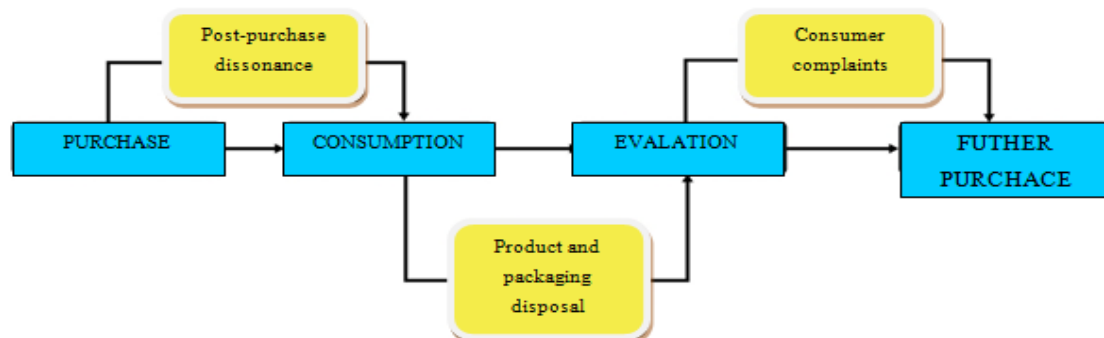 Post-purchase
dissonance
Consumer
complaints
PURCHASE
CONSUMPTION
EVALATION
FUTHER
PURCHACE
Product and
packaging
disposal